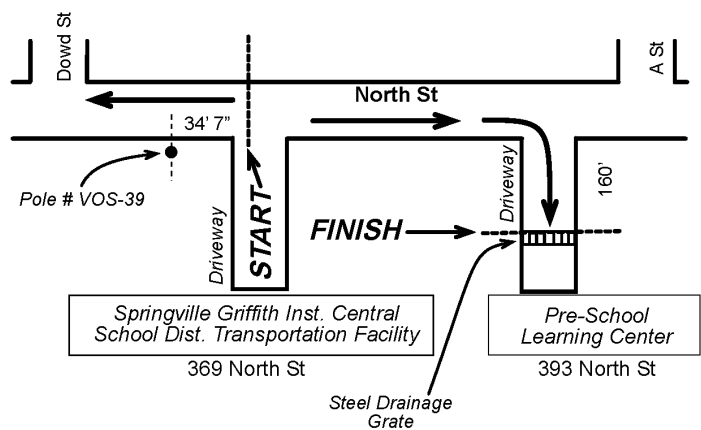 Dowd St
A St
North St
34' 7"
Pole # VOS-39
Driveway
START
FINISH
Driveway
160'
Springville Griffith Inst. Central
School Dist. Transportation Facility
369 North St
Pre-School
Learning Center
393 North St
Steel Drainage
Grate